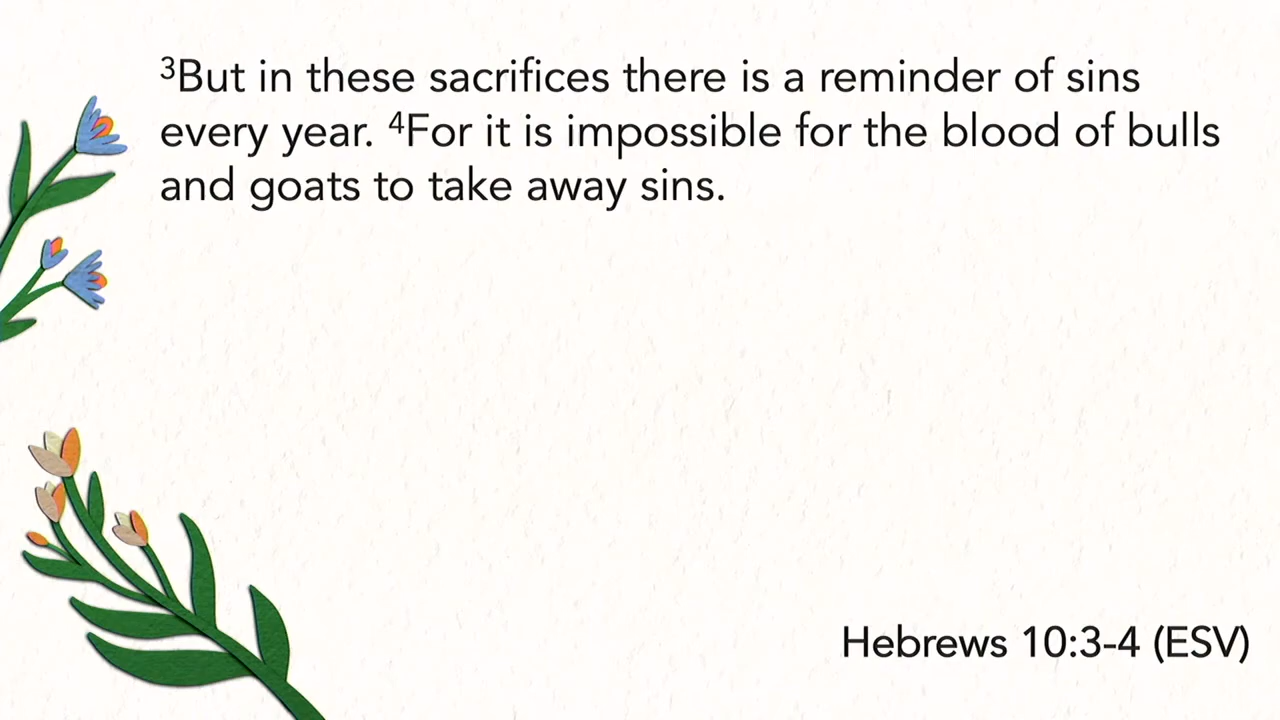 ³But in these sacrifices there is a reminder of sins
every year. ⁴For it is impossible for the blood of bulls
and goats to take away sins.
Hebrews 10:3-4 (ESV)